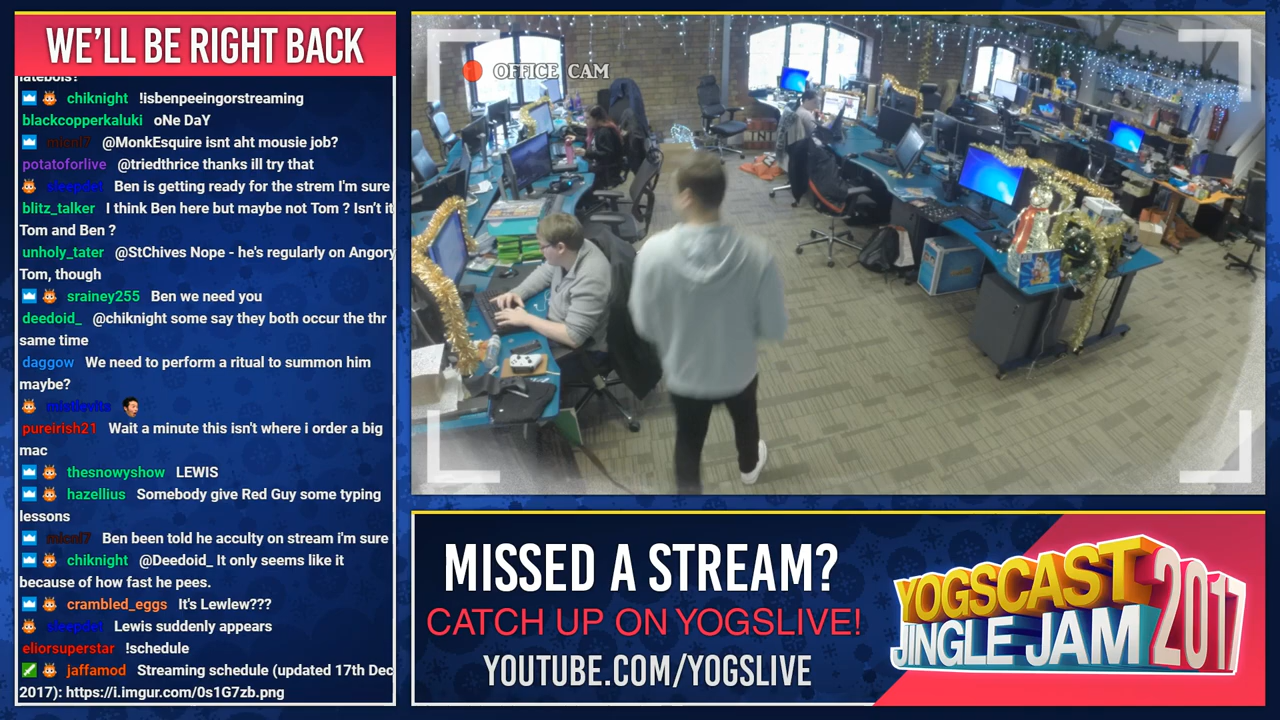 WE'LL BE RIGHT BACK
latebois?
chiknight !isbenpeeingorstreaming
blackcopperkaluki oNe DaY
@MonkEsquire isnt aht mousie job?
potatoforlive @triedthrice thanks ill try that
sleepdet Ben is getting ready for the strem I'm sure
blitz_talker I think Ben here but maybe not Tom ? Isn't it
Tom and Ben ?
unholy_tater @StChives Nope - he's regularly on Angory
Tom, though
srainey255 Ben we need you
deedoid_ @chiknight some say they both occur the thr
same time
daggow We need to perform a ritual to summon him
maybe?
pureirish21 Wait a minute this isn't where i order a big
mac
thesnowyshow LEWIS
hazellius Somebody give Red Guy some typing
lessons
Ben been told he acculty on stream i'm sure
chiknight @Deedoid_ It only seems like it
because of how fast he pees.
crambled_eggs It's Lewlew???
sleepdet Lewis suddenly appears
eliorsuperstar !schedule
jaffamod Streaming schedule (updated 17th Dec
2017): https://i.imgur.com/0s1G7zb.png
OFFICE CAM
MISSED A STREAM?
CATCH UP ON YOGSLIVE!
YOUTUBE.COM/YOGSLIVE
YOGSCAST
JINGLE JAM 2017